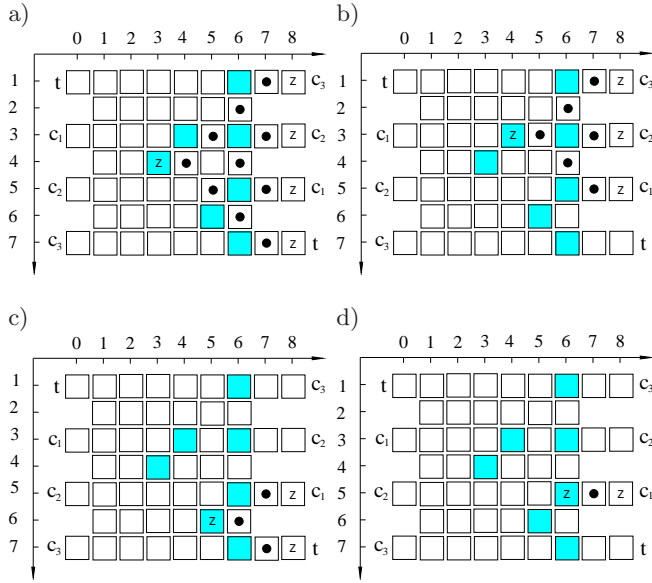 a) b)
0 1 2 3 4 5 6 7 8 0 1 2 3 4 5 6 7 8
1 t z c₃ 1 t z c₃
2 2
3 c₁ z c₂ 3 c₁ z z c₂
4 z 4
5 c₂ z c₁ 5 c₂ z c₁
6 6
7 c₃ z t 7 c₃ t
c) d)
0 1 2 3 4 5 6 7 8 0 1 2 3 4 5 6 7 8
1 t c₃ 1 t c₃
2 2
3 c₁ c₂ 3 c₁ c₂
4 4
5 c₂ z c₁ 5 c₂ z z c₁
6 z 6
7 c₃ z t 7 c₃ t